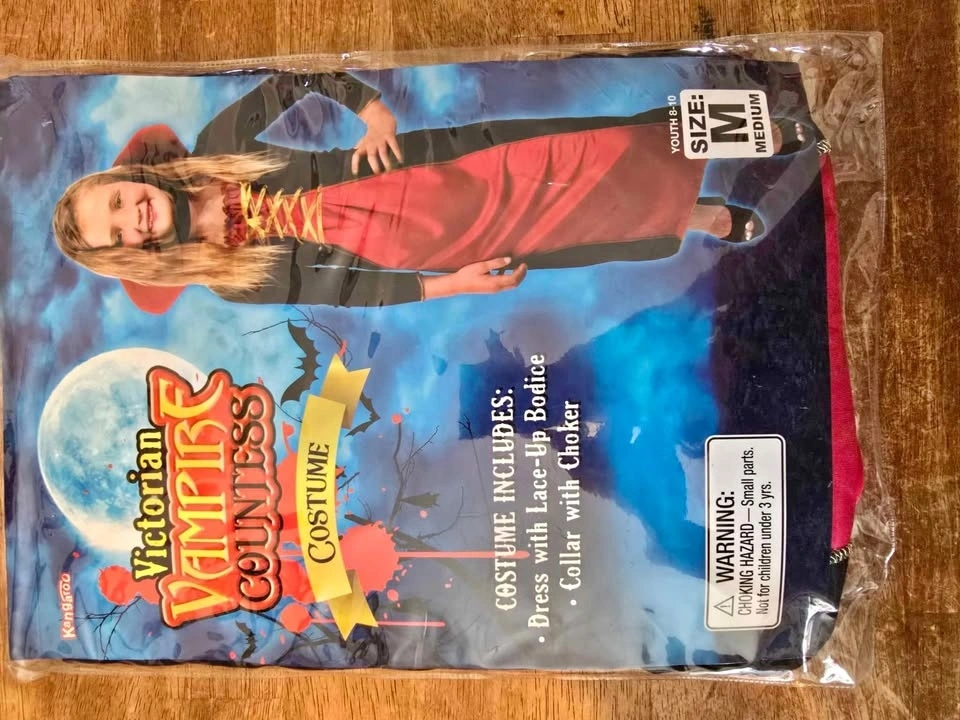 Kangaroo
Victorian
VAMPIRE
COUNTESS
COSTUME
COSTUME INCLUDES:
• Dress with Lace-Up Bodice
• Collar with Choker
YOUTH 8-10
SIZE:
M
MEDIUM
WARNING:
CHOKING HAZARD — Small parts.
Not for children under 3 yrs.